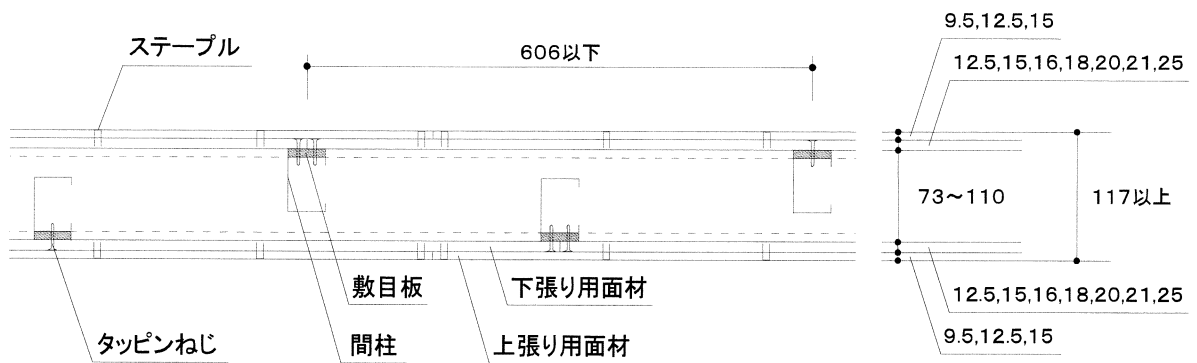 9.5,12.5,15
ステープル
606以下
12.5,15,16,18,20,21,25
73～110
117以上
敷目板
下張り用面材
12.5,15,16,18,20,21,25
タッピンねじ
間柱
上張り用面材
9.5,12.5,15